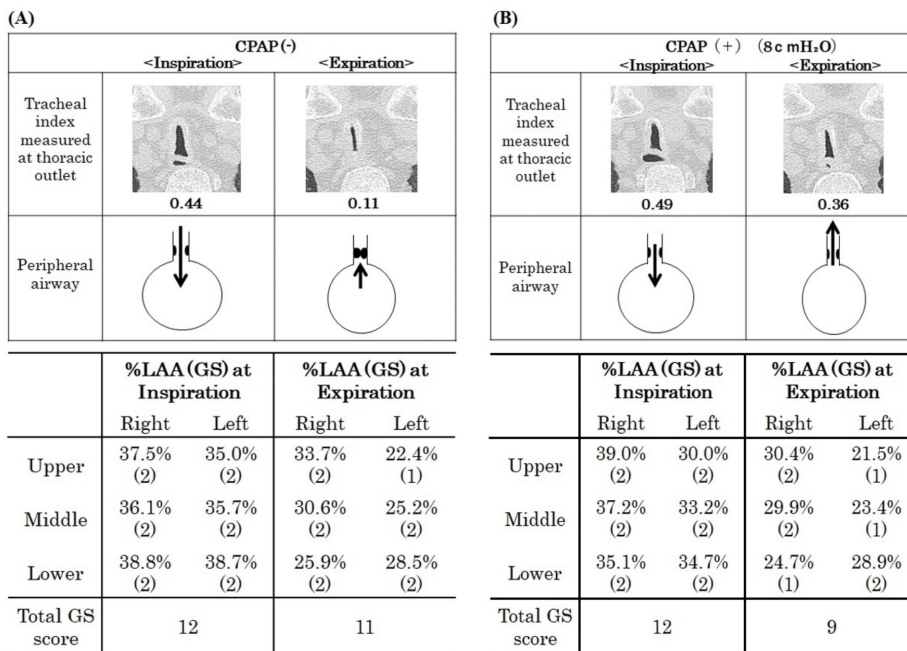 (A)
CPAP(-)
<Inspiration> <Expiration>
Tracheal
index
measured
at thoracic
outlet
0.44 0.11
Peripheral
airway
%LAA(GS) at
Inspiration
%LAA(GS) at
Expiration
Right Left Right Left
Upper
37.5% 35.0% 33.7% 22.4%
(2) (2) (2) (1)
Middle
36.1% 35.7% 30.6% 25.2%
(2) (2) (2) (2)
Lower
38.8% 38.7% 25.9% 28.5%
(2) (2) (2) (2)
Total GS
score
12 11
(B)
CPAP (+) (8cmH₂O)
<Inspiration> <Expiration>
Tracheal
index
measured
at thoracic
outlet
0.49 0.36
Peripheral
airway
%LAA(GS) at
Inspiration
%LAA(GS) at
Expiration
Right Left Right Left
Upper
39.0% 30.0% 30.4% 21.5%
(2) (2) (2) (1)
Middle
37.2% 33.2% 29.9% 23.4%
(2) (2) (2) (1)
Lower
35.1% 34.7% 24.7% 28.9%
(2) (2) (1) (2)
Total GS
score
12 9